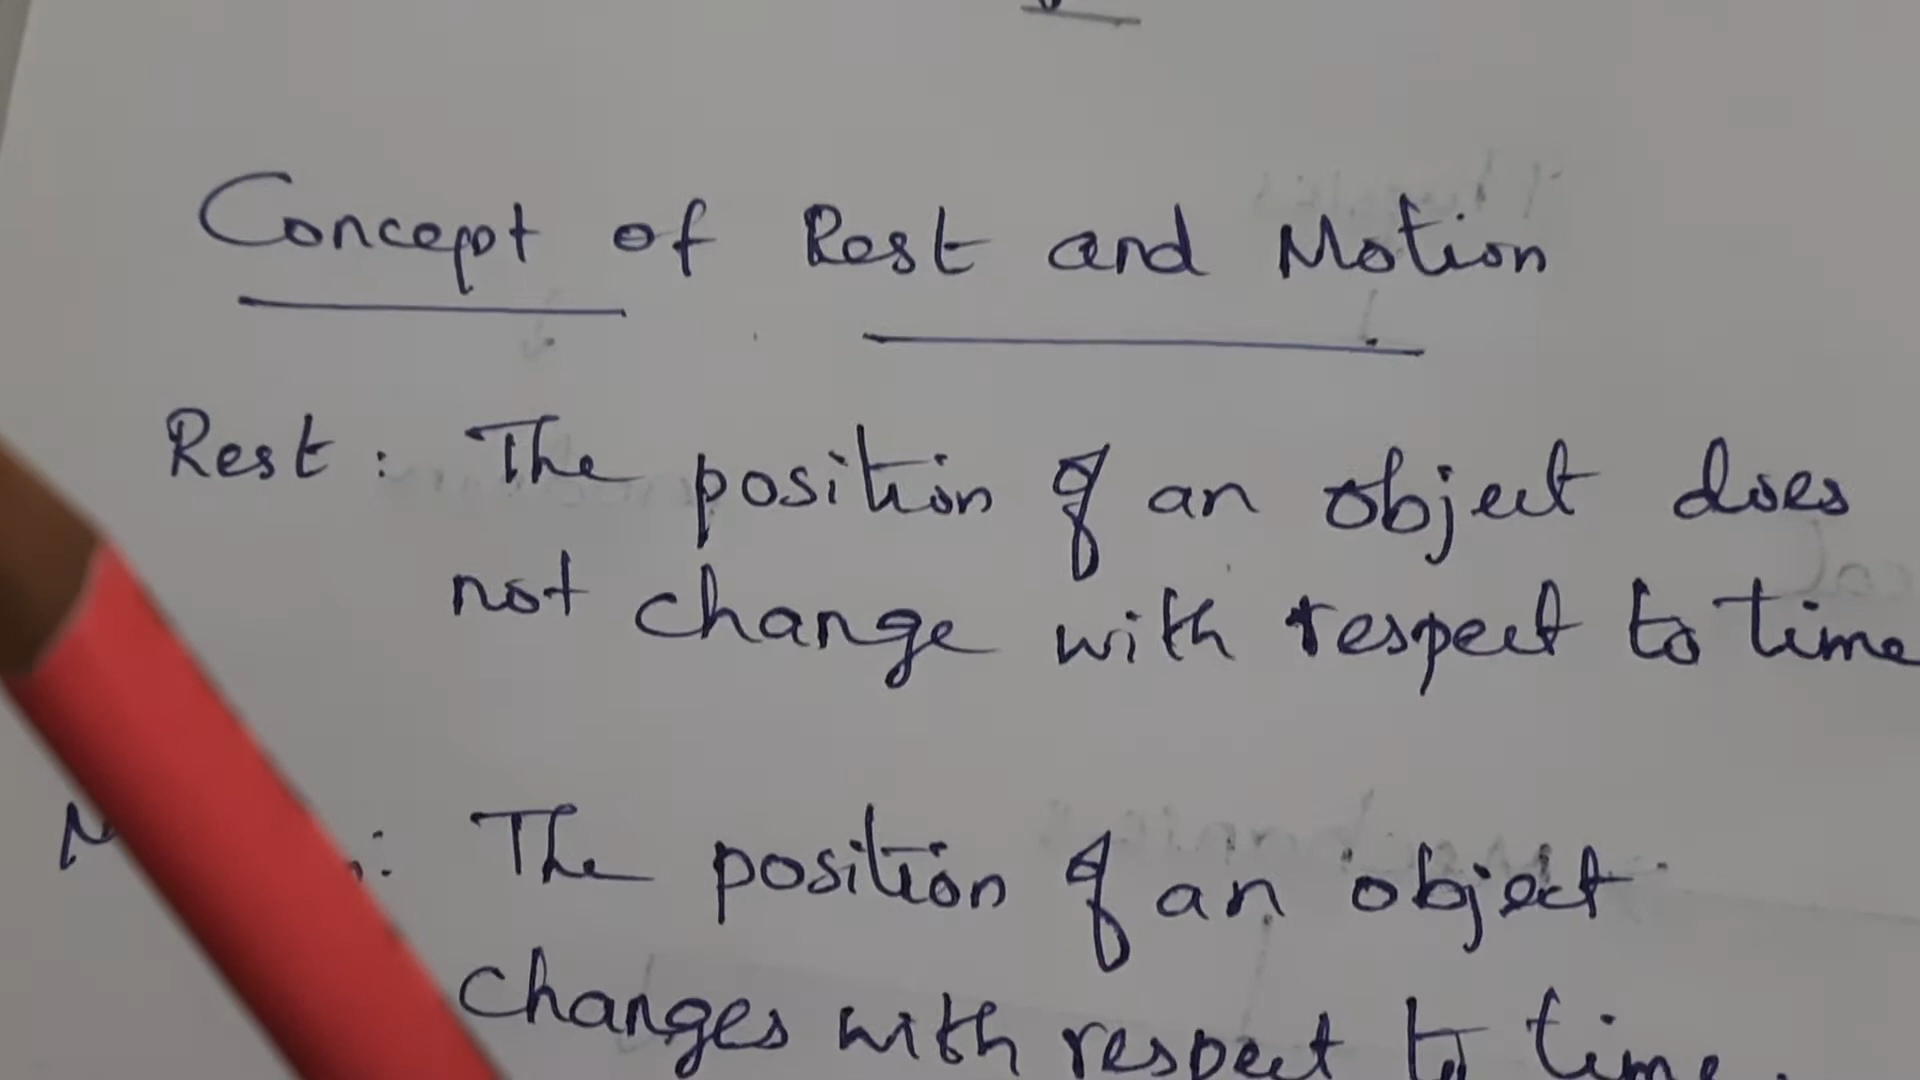 Concept of Rest and Motion
Rest : The position of an object does
not change with respect to time
: The position of an object
changes with respect to time.